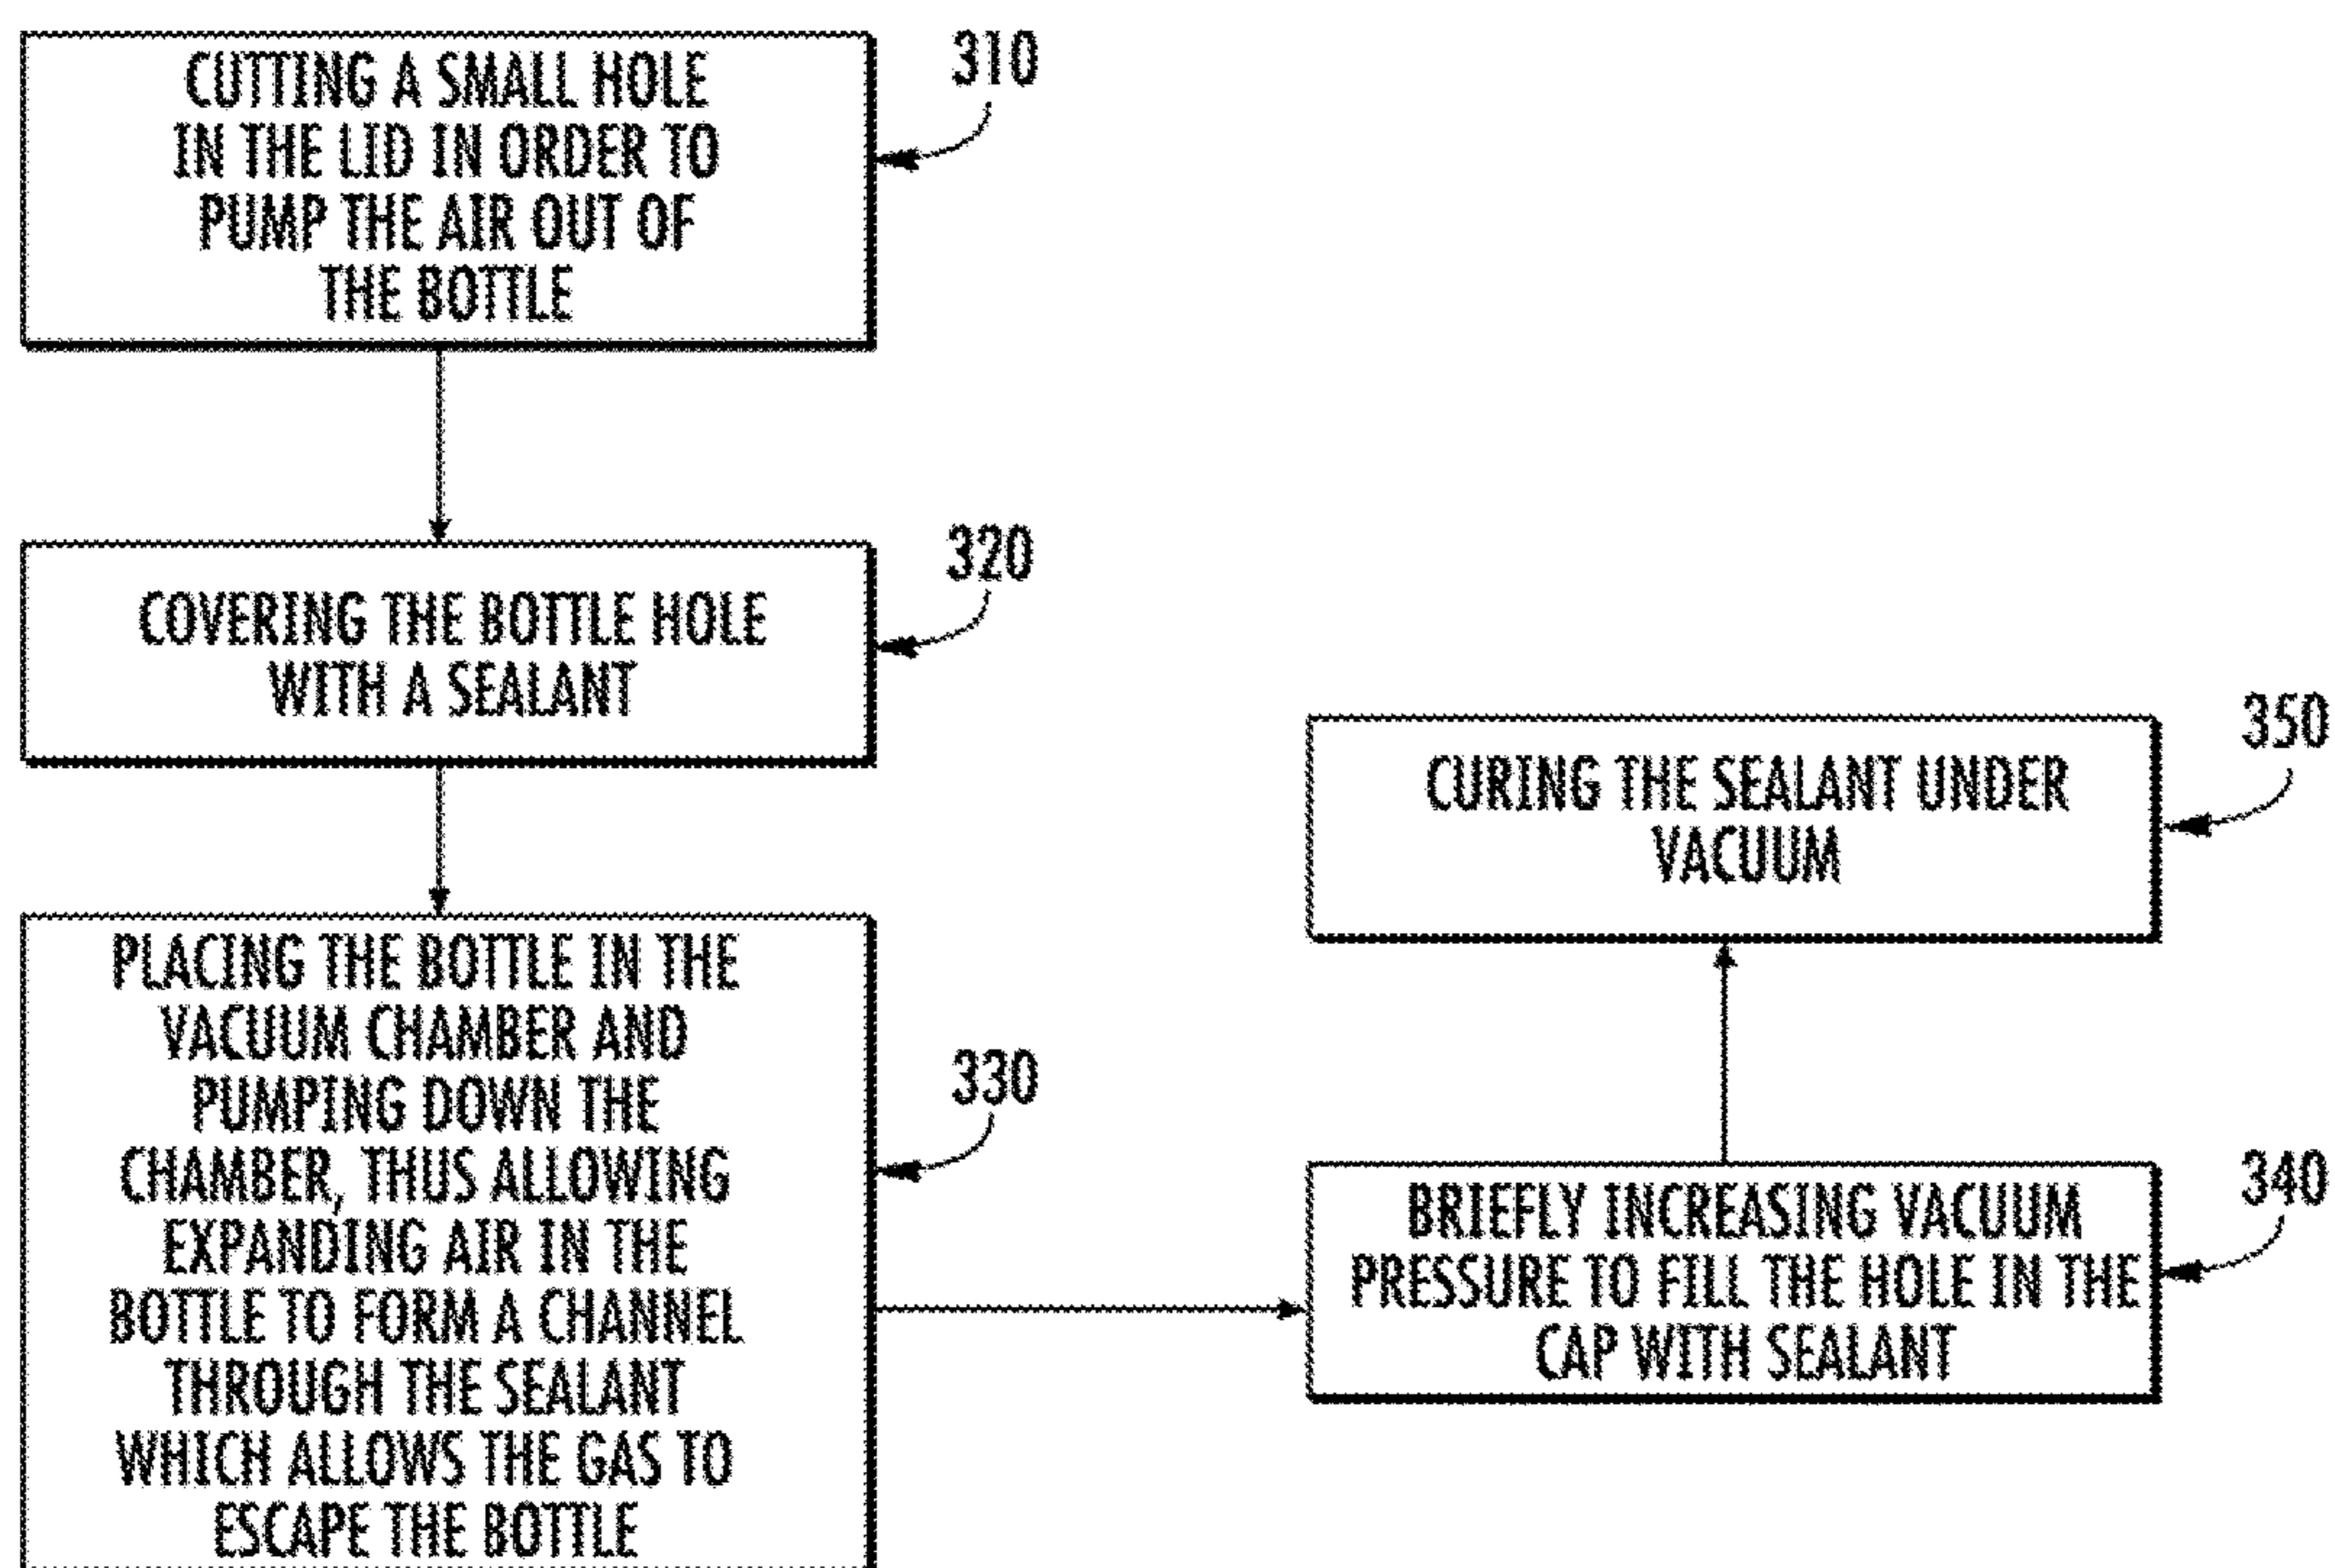 CUTTING A SMALL HOLE
IN THE LID IN ORDER TO
PUMP THE AIR OUT OF
THE BOTTLE
310
COVERING THE BOTTLE HOLE
WITH A SEALANT
320
PLACING THE BOTTLE IN THE
VACUUM CHAMBER AND
PUMPING DOWN THE
CHAMBER, THUS ALLOWING
EXPANDING AIR IN THE
BOTTLE TO FORM A CHANNEL
THROUGH THE SEALANT
WHICH ALLOWS THE GAS TO
ESCAPE THE BOTTLE
330
BRIEFLY INCREASING VACUUM
PRESSURE TO FILL THE HOLE IN THE
CAP WITH SEALANT
340
CURING THE SEALANT UNDER
VACUUM
350